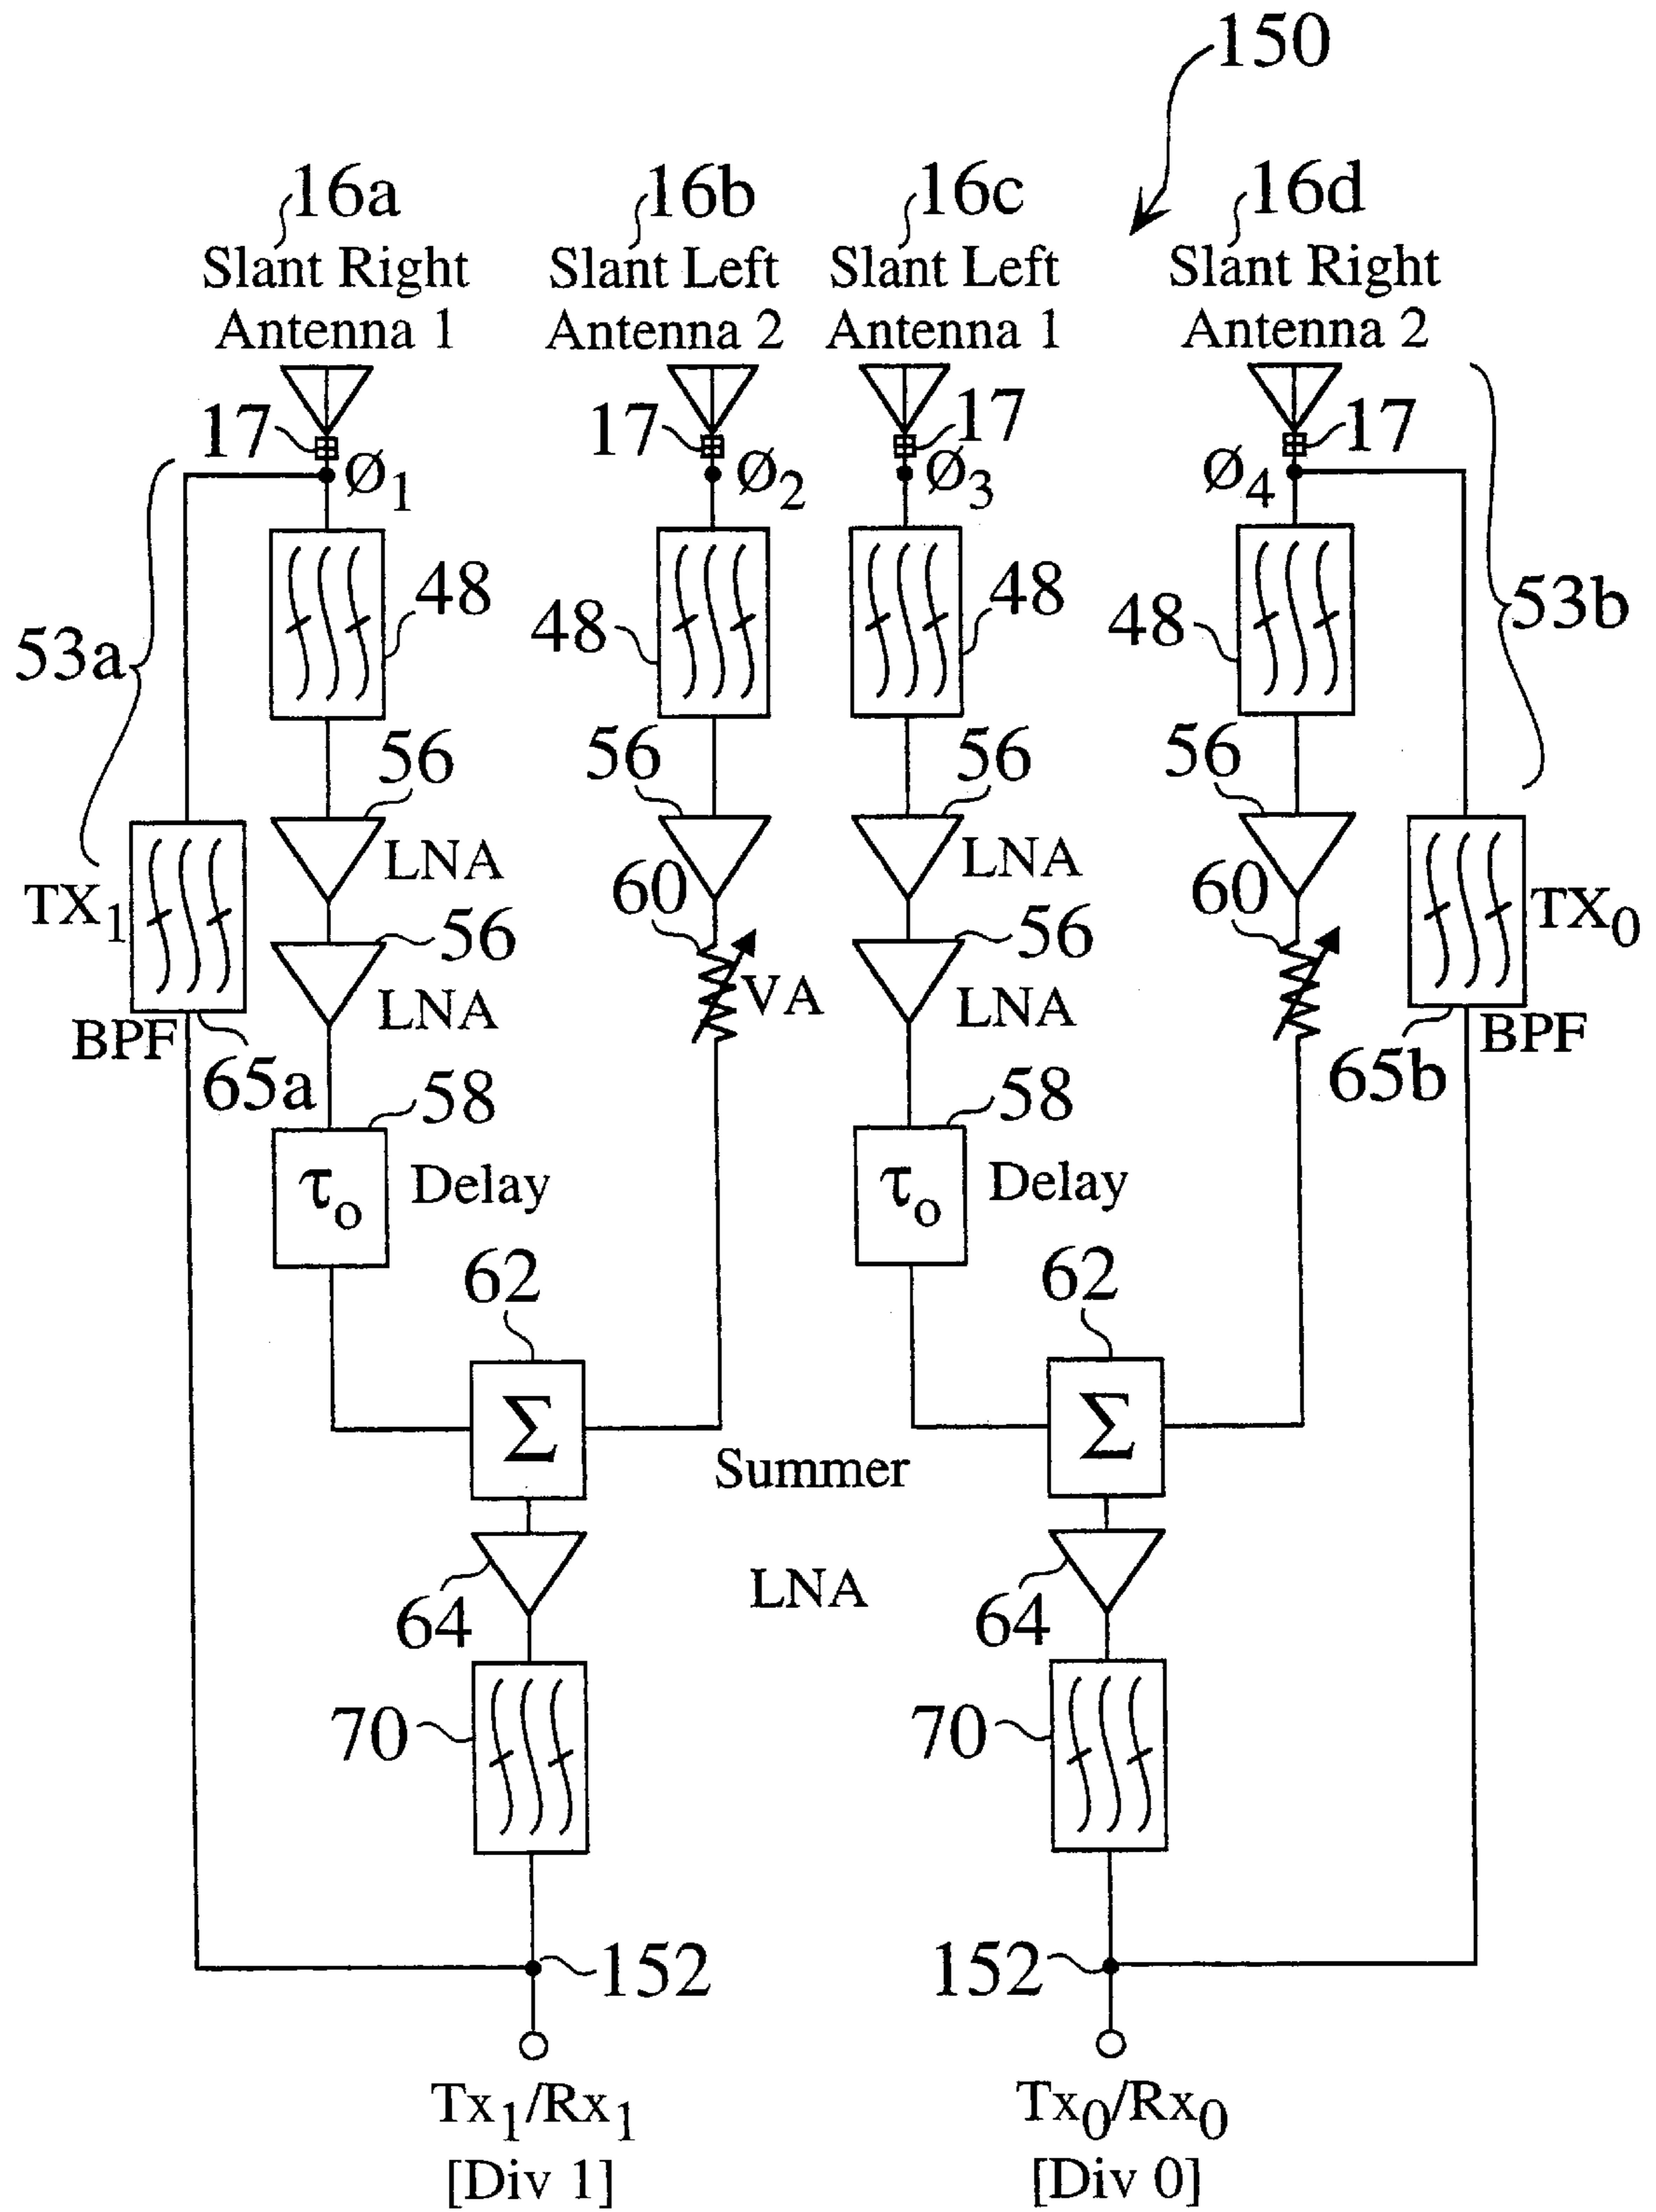 150
16a 16b 16c 16d
Slant Right Slant Left Slant Left Slant Right
Antenna 1 Antenna 2 Antenna 1 Antenna 2
17 17 17 17
Ø1 Ø2 Ø3 Ø4
48 48 48 48
53a 53b
56 56 56 56
LNA LNA
60 60
TX1 TX0
56 56
VA
LNA LNA
BPF BPF
65a 65b
58 58
τo Delay τo Delay
62 62
Σ Σ
Summer
LNA
64 64
70 70
152 152
Tx1/Rx1 Tx0/Rx0
[Div 1] [Div 0]